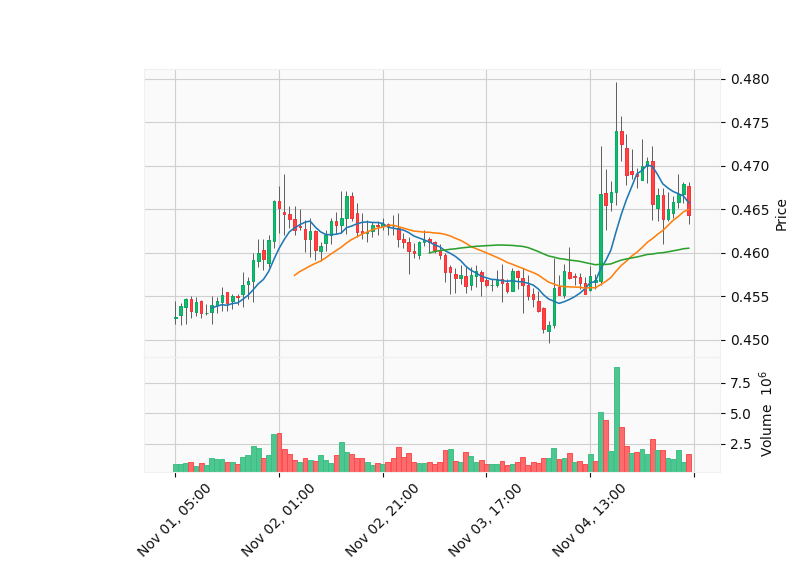 0.480
0.475
0.470
0.465
0.460
0.455
0.450
Price
7.5
5.0
2.5
Volume 10^6
Nov 01, 05:00
Nov 02, 01:00
Nov 02, 21:00
Nov 03, 17:00
Nov 04, 13:00